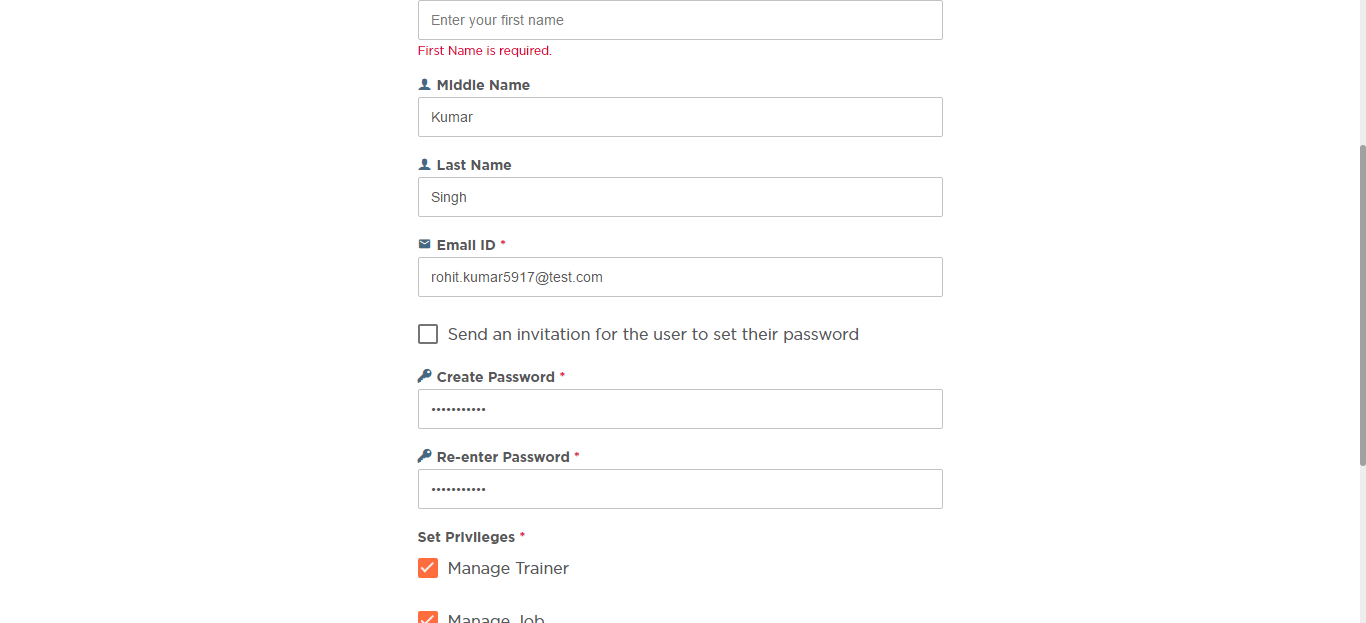 Enter your first name
First Name is required.
Middle Name
Kumar
Last Name
Singh
Email ID *
rohit.kumar5917@test.com
Send an invitation for the user to set their password
Create Password *
•••••••••••
Re-enter Password *
•••••••••••
Set Privileges *
Manage Trainer
Manage Job